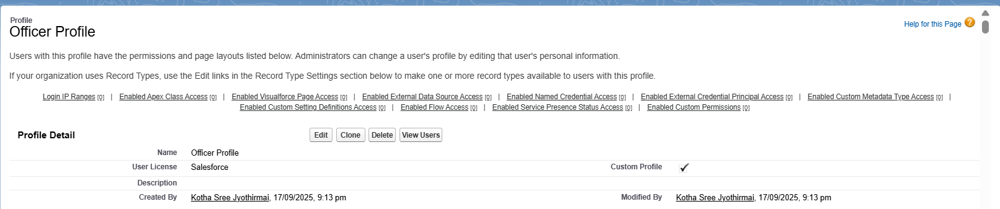 Profile
Officer Profile
Help for this Page ?
Users with this profile have the permissions and page layouts listed below. Administrators can change a user's profile by editing that user's personal information.
If your organization uses Record Types, use the Edit links in the Record Type Settings section below to make one or more record types available to users with this profile.
Login IP Ranges [0] | Enabled Apex Class Access [0] | Enabled Visualforce Page Access [0] | Enabled External Data Source Access [0] | Enabled Named Credential Access [0] | Enabled External Credential Principal Access [0] | Enabled Custom Metadata Type Access [0] |
Enabled Custom Setting Definitions Access [0] | Enabled Flow Access [0] | Enabled Service Presence Status Access [0] | Enabled Custom Permissions [0]
Profile Detail Edit Clone Delete View Users
Name Officer Profile
User License Salesforce Custom Profile ✓
Description
Created By Kotha Sree Jyothirmai, 17/09/2025, 9:13 pm Modified By Kotha Sree Jyothirmai, 17/09/2025, 9:13 pm